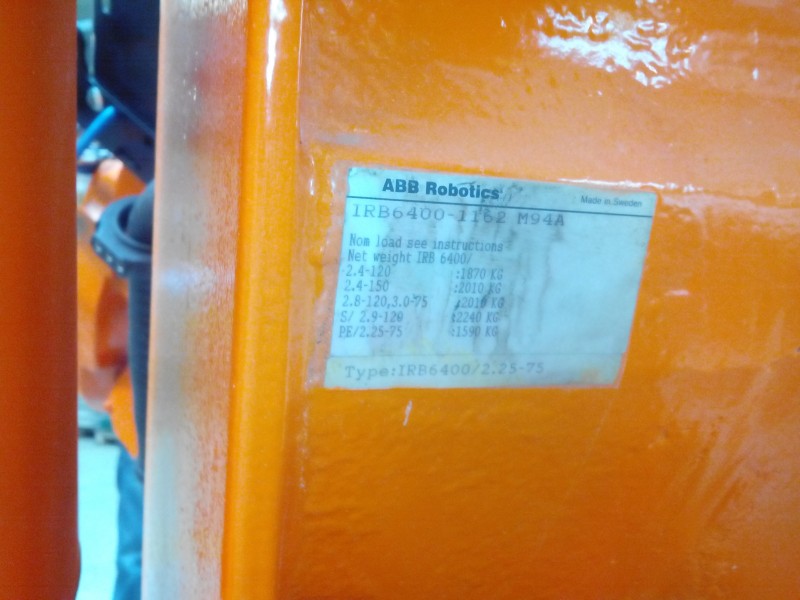 ABB Robotics
Made in Sweden
IRB6400-1162 M94A
Nom load see instructions
Net weight IRB 6400/
2.4-120 :1870 KG
2.4-150 :2010 KG
2.8-120,3.0-75 :2010 KG
S/ 2.9-120 :2240 KG
PE/2.25-75 :1590 KG
Type:IRB6400/2.25-75